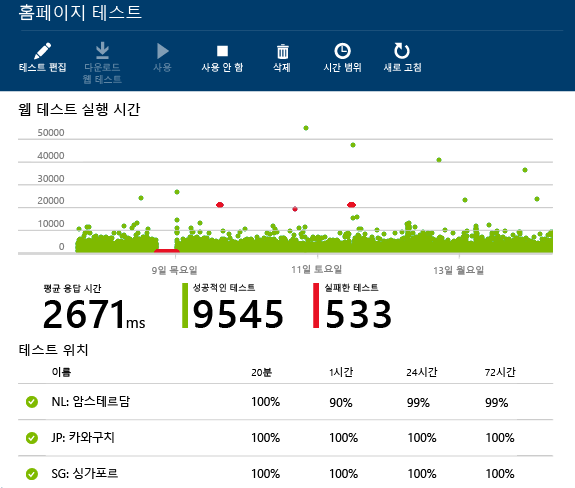 홈페이지 테스트
테스트 편집 다운로드 웹 테스트 사용 사용 안 함 삭제 시간 범위 새로 고침
웹 테스트 실행 시간
50000
40000
30000
20000
10000
0
9일 목요일 11일 토요일 13일 월요일
평균 응답 시간 성공적인 테스트 실패한 테스트
2671ms 9545 533
테스트 위치
이름 20분 1시간 24시간 72시간
NL: 암스테르담 100% 90% 99% 99%
JP: 카와구치 100% 100% 100% 100%
SG: 싱가포르 100% 100% 100% 100%